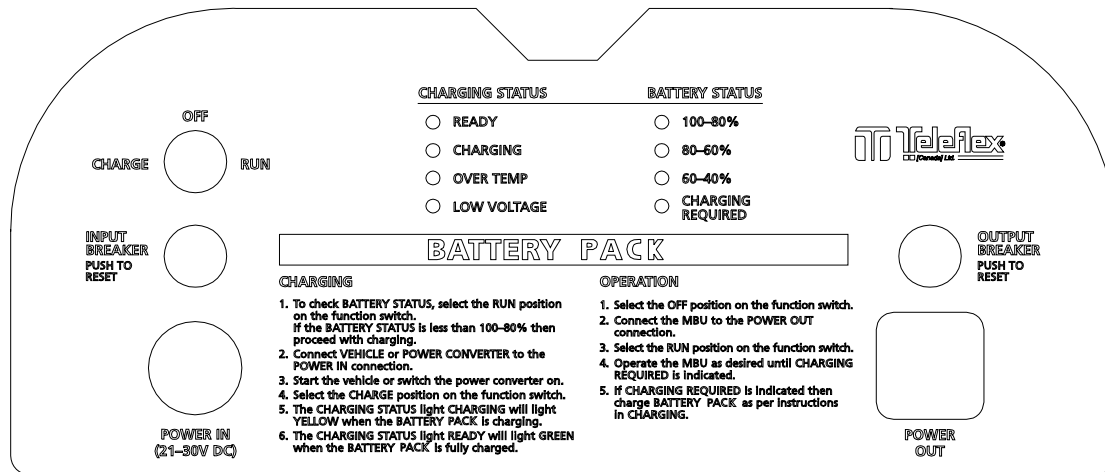 OFF
CHARGE
RUN
INPUT
BREAKER
PUSH TO
RESET
POWER IN
(21–30V DC)
CHARGING STATUS
READY
CHARGING
OVER TEMP
LOW VOLTAGE
BATTERY STATUS
100–80%
80–60%
60–40%
CHARGING
REQUIRED
Teleflex
(Canada) Ltd.
BATTERY PACK
CHARGING
1. To check BATTERY STATUS, select the RUN position
on the function switch.
If the BATTERY STATUS is less than 100–80% then
proceed with charging.
2. Connect VEHICLE or POWER CONVERTER to the
POWER IN connection.
3. Start the vehicle or switch the power converter on.
4. Select the CHARGE position on the function switch.
5. The CHARGING STATUS light CHARGING will light
YELLOW when the BATTERY PACK is charging.
6. The CHARGING STATUS light READY will light GREEN
when the BATTERY PACK is fully charged.
OPERATION
1. Select the OFF position on the function switch.
2. Connect the MBU to the POWER OUT
connection.
3. Select the RUN position on the function switch.
4. Operate the MBU as desired until CHARGING
REQUIRED is indicated.
5. If CHARGING REQUIRED is indicated then
charge BATTERY PACK as per instructions
in CHARGING.
OUTPUT
BREAKER
PUSH TO
RESET
POWER
OUT